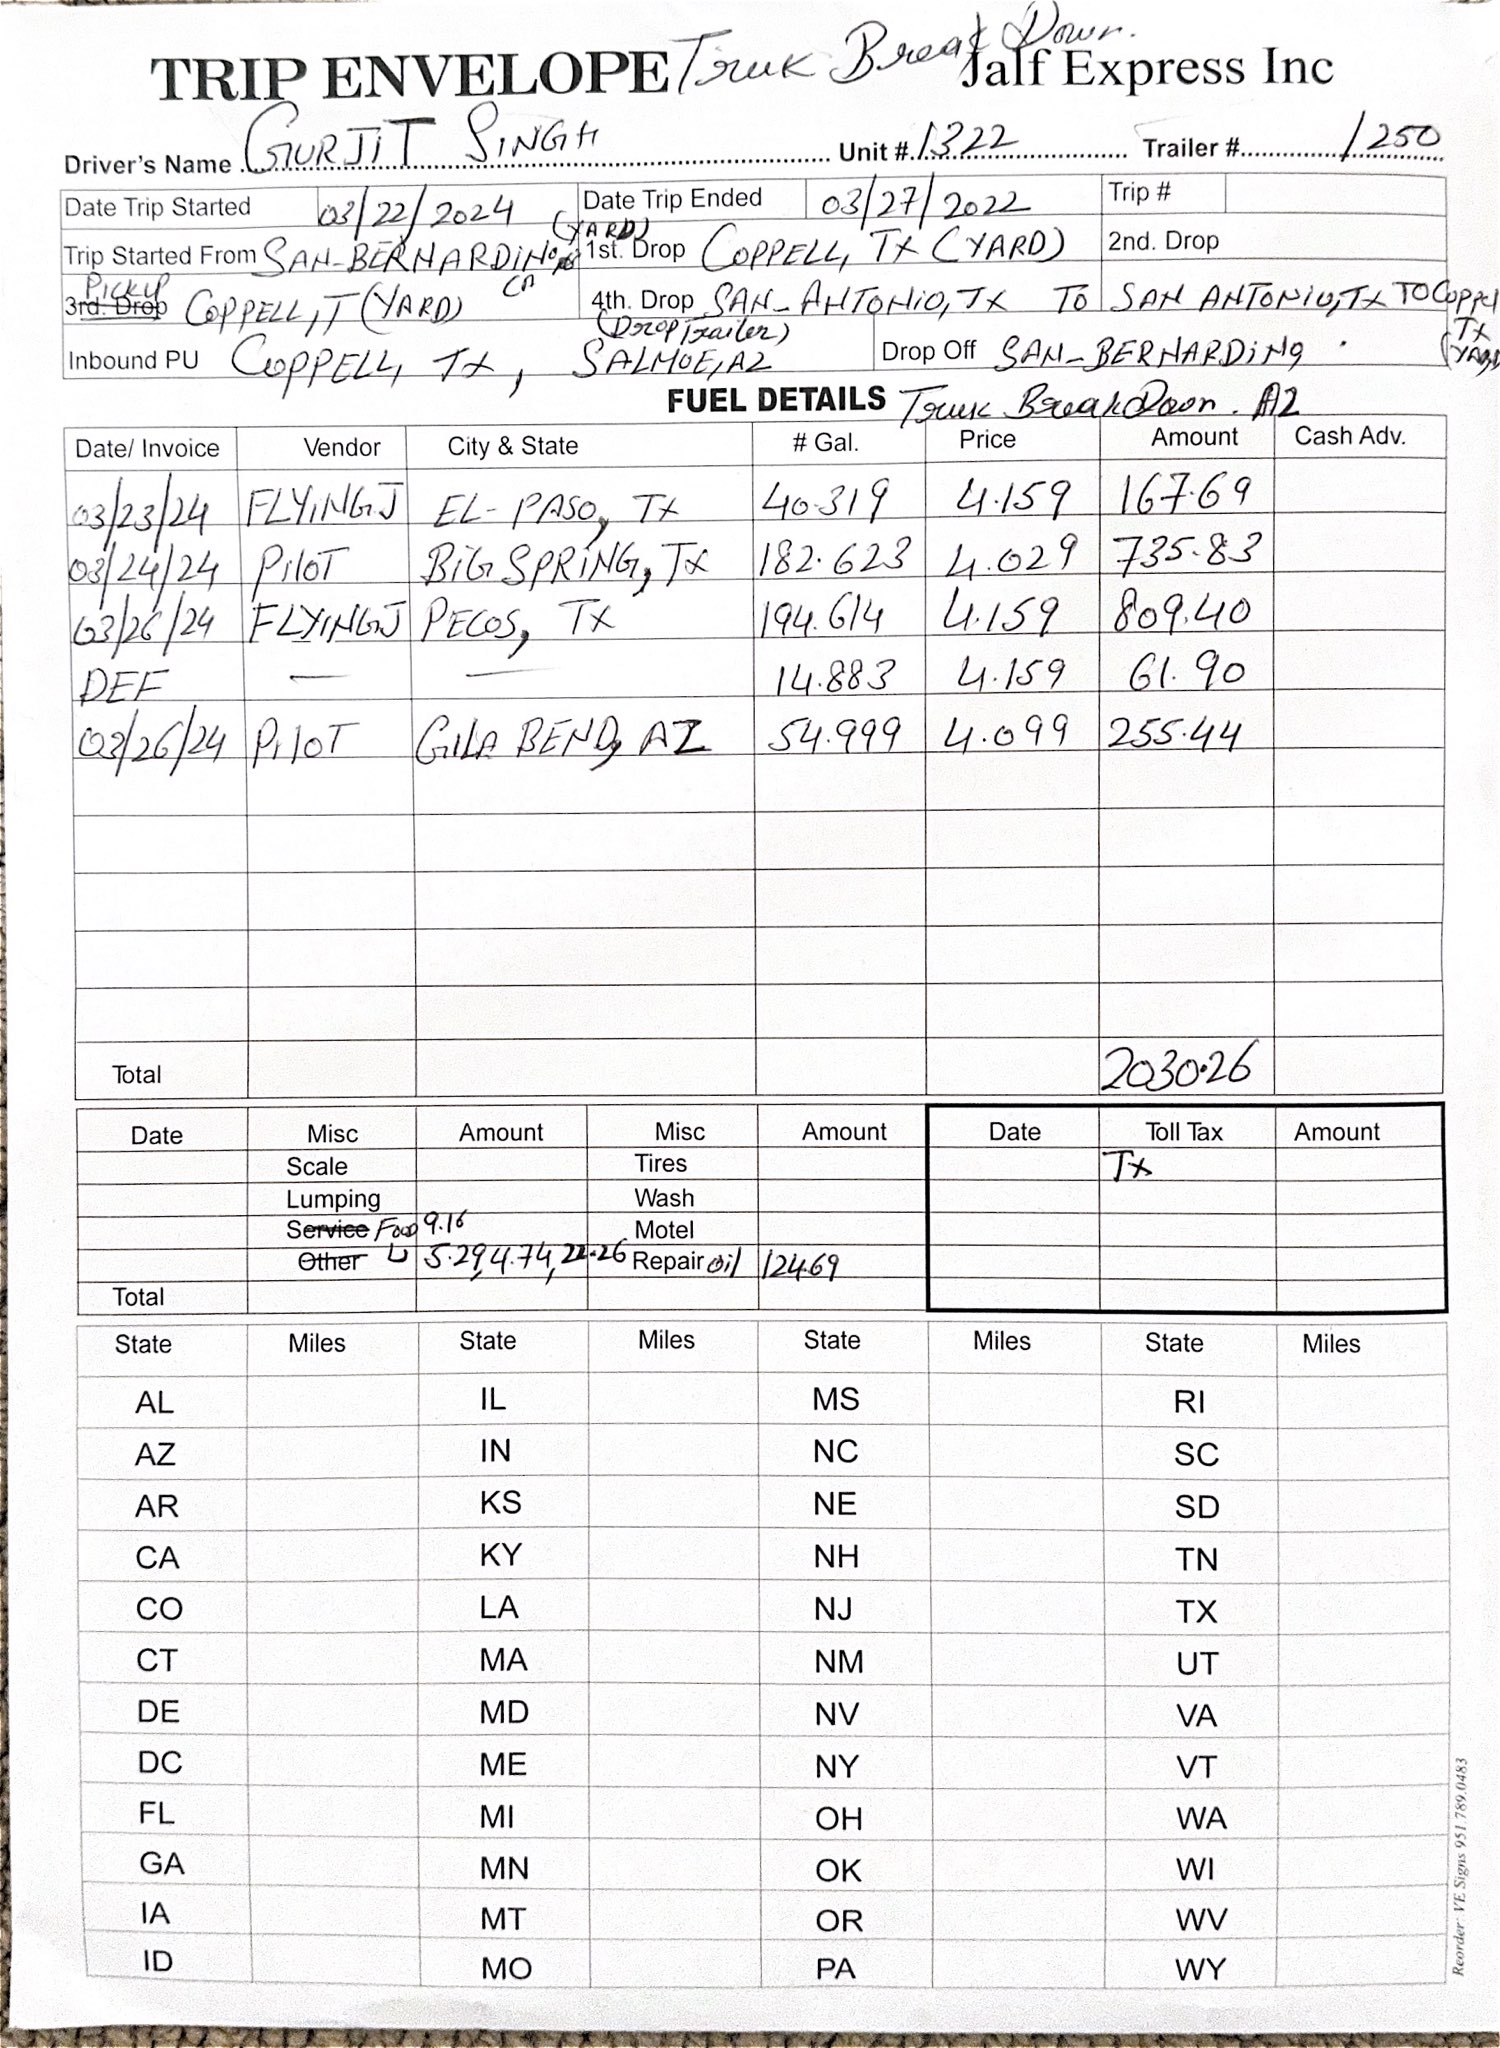 Truk Break Down.
TRIP ENVELOPE Jalf Express Inc
Driver's Name GURJIT SINGH Unit # 1322 Trailer # 1250
Date Trip Started 03/22/2024 Date Trip Ended 03/27/2022 Trip #
Trip Started From SAN-BERNARDINO (YARD) CA 1st. Drop COPPELL, TX (YARD) 2nd. Drop
3rd. Drop PICKUP COPPELL, T (YARD) 4th. Drop SAN-ANTONIO, TX TO SAN ANTONIO, TX TO COPPEL TX (YARD)
(Drop Trailer)
Inbound PU COPPELL, TX, SALMOE, AZ Drop Off SAN-BERNARDING
FUEL DETAILS Truk BreakDown. AZ
Date/ Invoice Vendor City & State # Gal. Price Amount Cash Adv.
03/23/24 FLYINGJ EL-PASO, TX 40.319 4.159 167.69
03/24/24 PILOT BIG SPRING, TX 182.623 4.029 735.83
03/26/24 FLYINGJ PECOS, TX 194.614 4.159 809.40
DEF — — 14.883 4.159 61.90
03/26/24 PILOT GILA BEND, AZ 54.999 4.099 255.44
Total 2030.26
Date Misc Amount Misc Amount Date Toll Tax Amount
Scale Tires TX
Lumping Wash
Service Food 9.16 Motel
Other 5.29, 4.74, 22.26 Repair oil 124.69
Total
State Miles State Miles State Miles State Miles
AL IL MS RI
AZ IN NC SC
AR KS NE SD
CA KY NH TN
CO LA NJ TX
CT MA NM UT
DE MD NV VA
DC ME NY VT
FL MI OH WA
GA MN OK WI
IA MT OR WV
ID MO PA WY
Reorder: VE Signs 951.789.0483